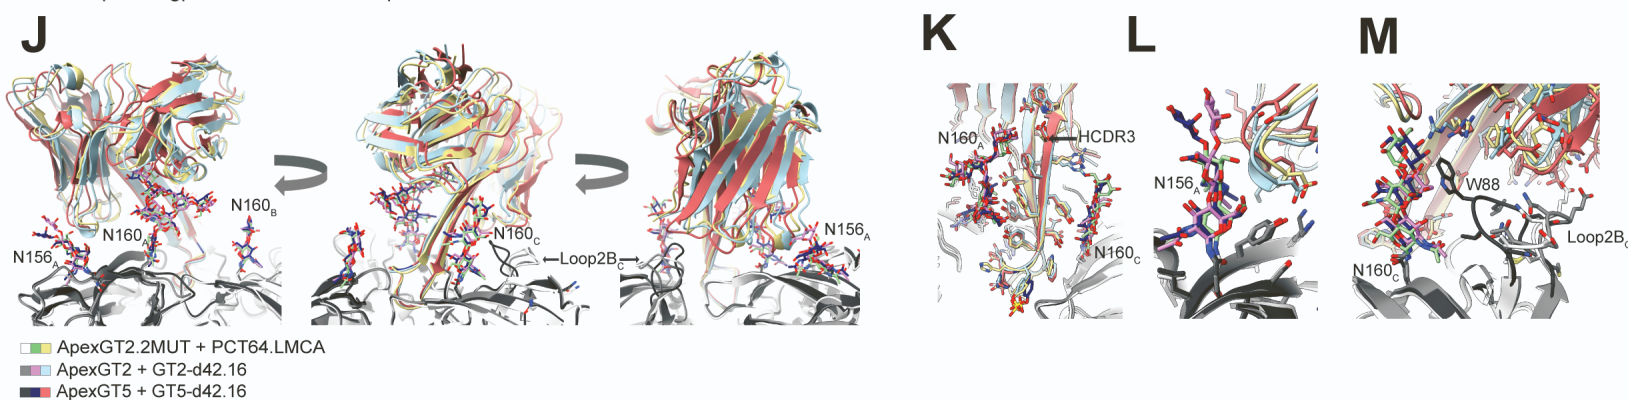 J
K
L
M
N160A
HCDR3
N160C
N156A
W88
Loop2BC
N160C
N156A
N160A
N160B
N160C
Loop2BC
N156A
ApexGT2.2MUT + PCT64.LMCA
ApexGT2 + GT2-d42.16
ApexGT5 + GT5-d42.16